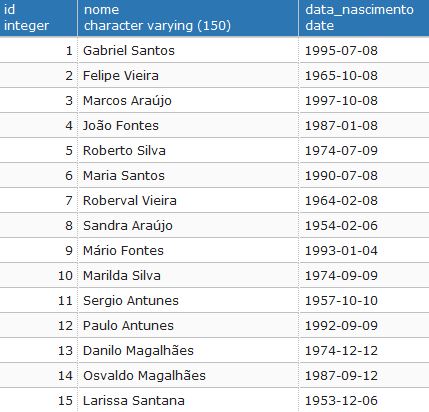 id nome data_nascimento
integer character varying (150) date
1 Gabriel Santos 1995-07-08
2 Felipe Vieira 1965-10-08
3 Marcos Araújo 1997-10-08
4 João Fontes 1987-01-08
5 Roberto Silva 1974-07-09
6 Maria Santos 1990-07-08
7 Roberval Vieira 1964-02-08
8 Sandra Araújo 1954-02-06
9 Mário Fontes 1993-01-04
10 Marilda Silva 1974-09-09
11 Sergio Antunes 1957-10-10
12 Paulo Antunes 1992-09-09
13 Danilo Magalhães 1974-12-12
14 Osvaldo Magalhães 1987-09-12
15 Larissa Santana 1953-12-06